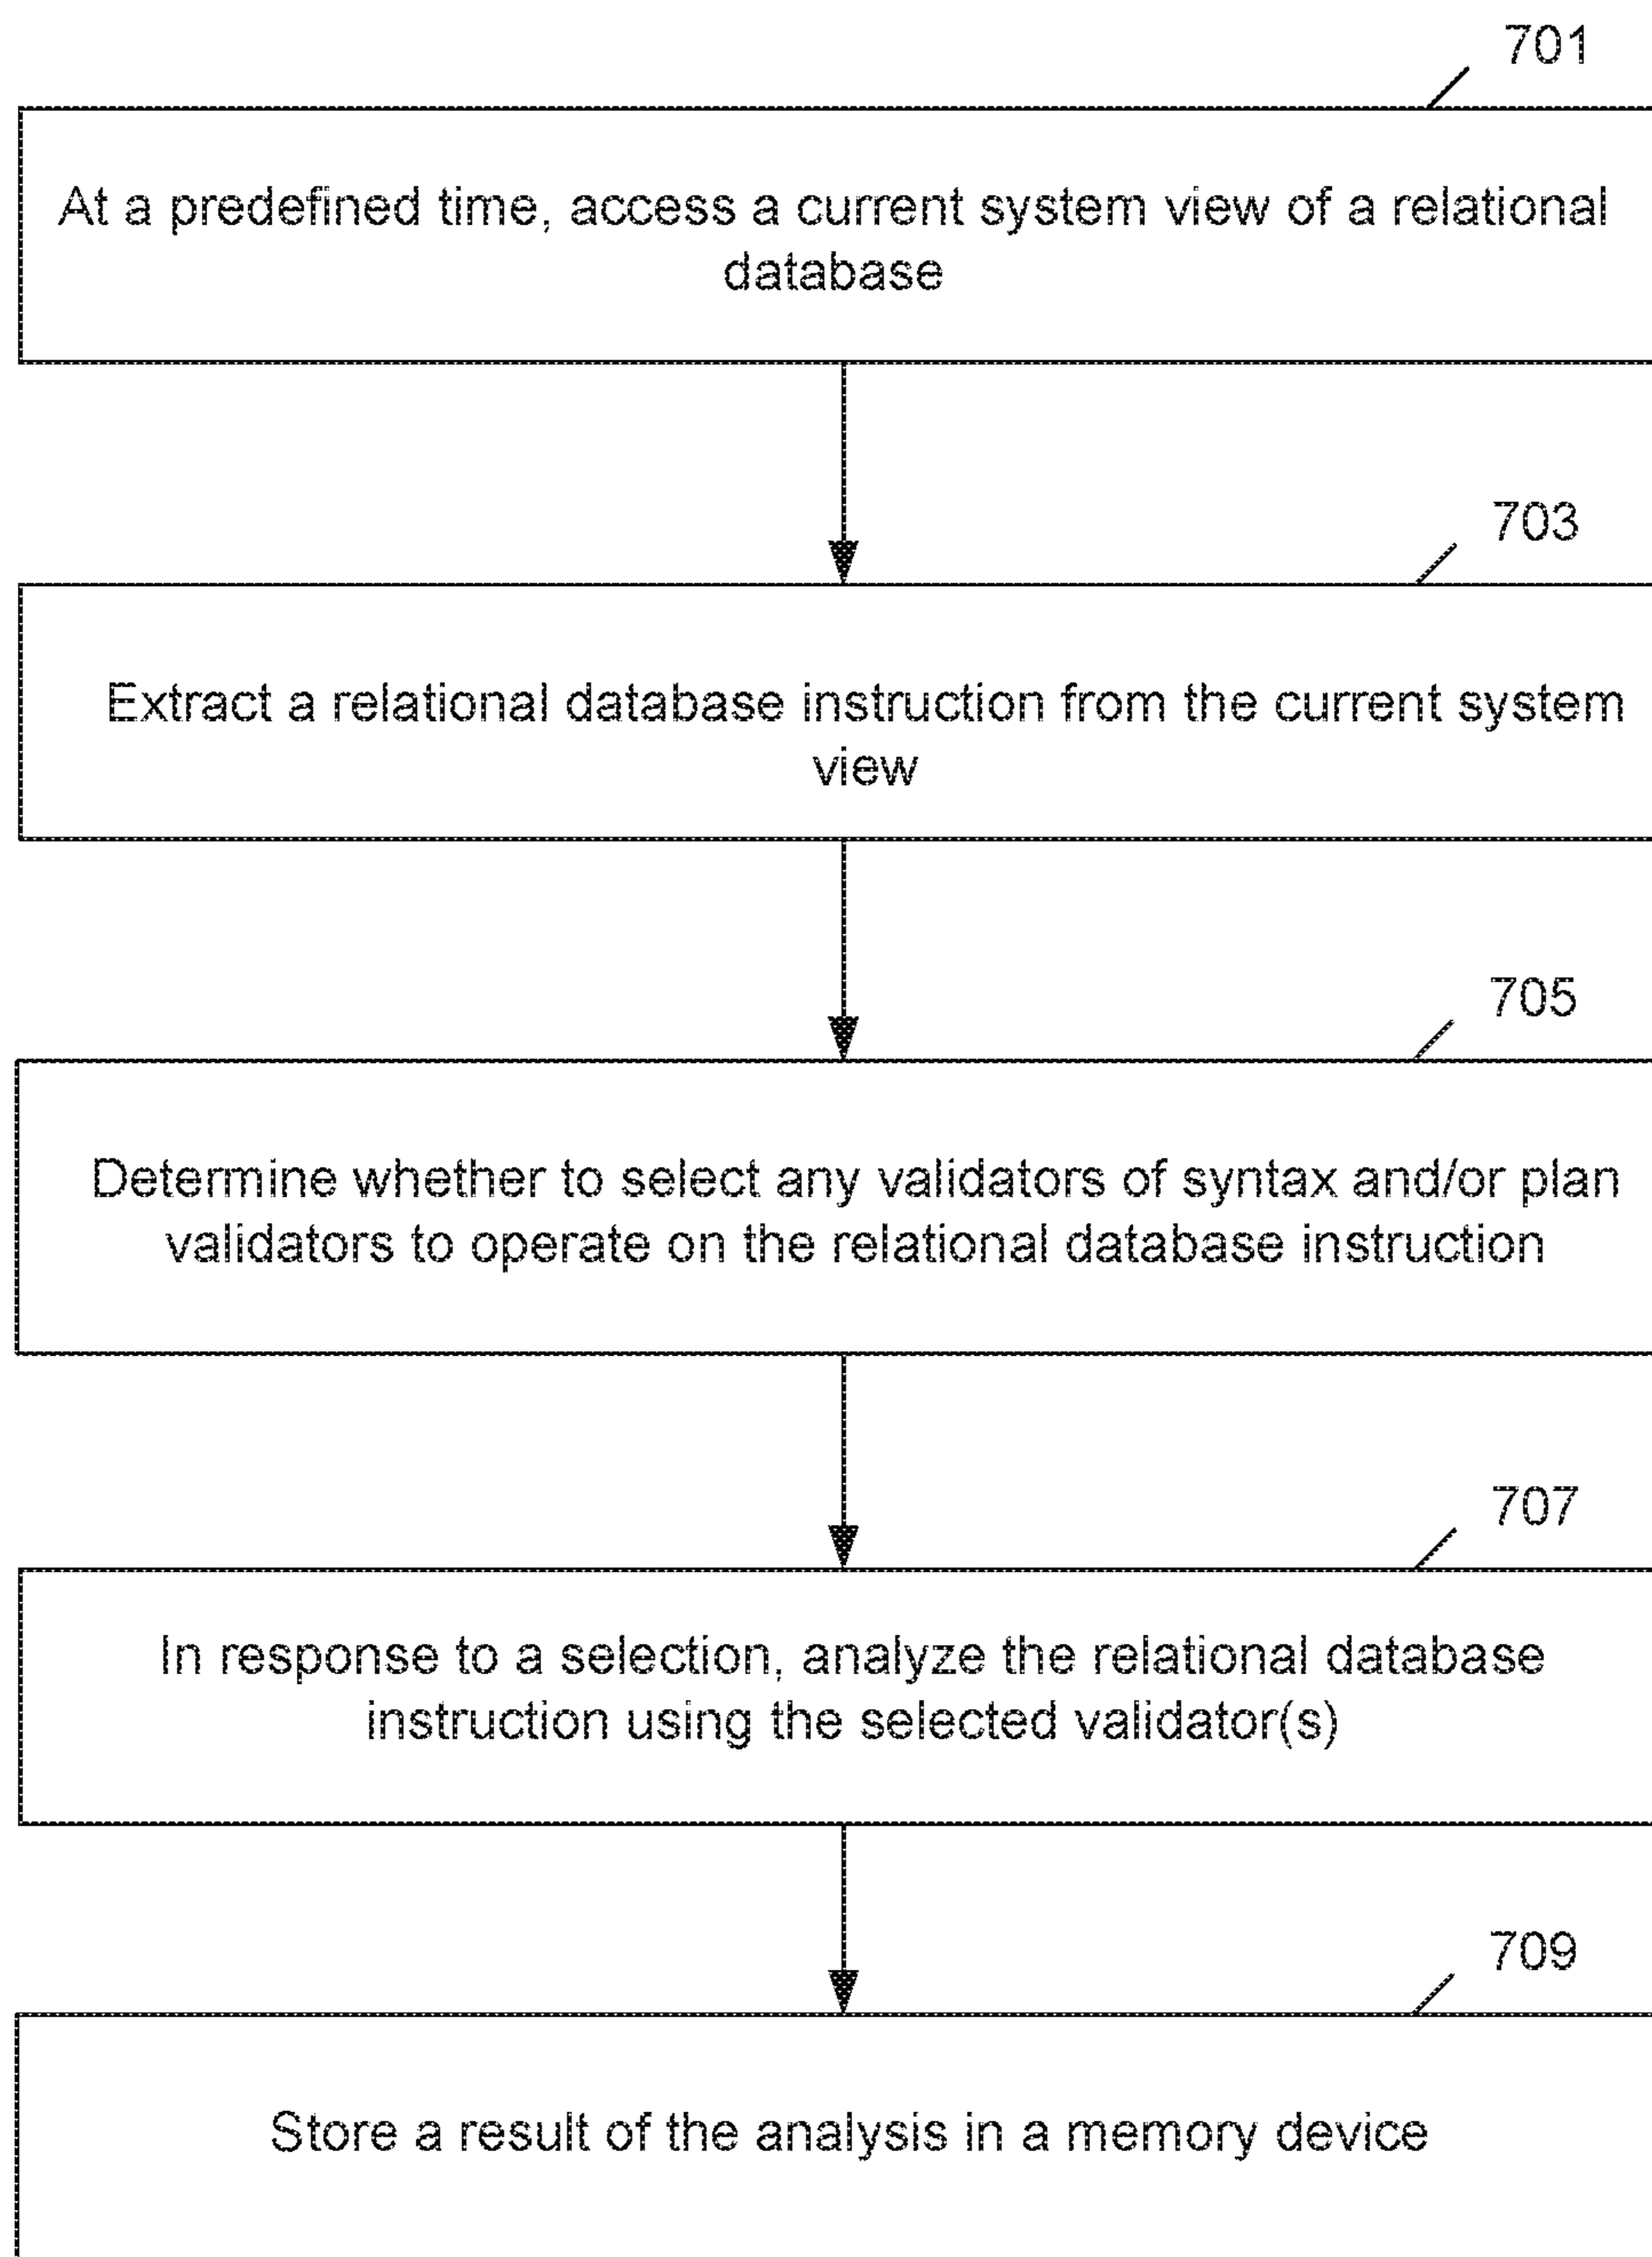 701
At a predefined time, access a current system view of a relational
database
703
Extract a relational database instruction from the current system
view
705
Determine whether to select any validators of syntax and/or plan
validators to operate on the relational database instruction
707
In response to a selection, analyze the relational database
instruction using the selected validator(s)
709
Store a result of the analysis in a memory device